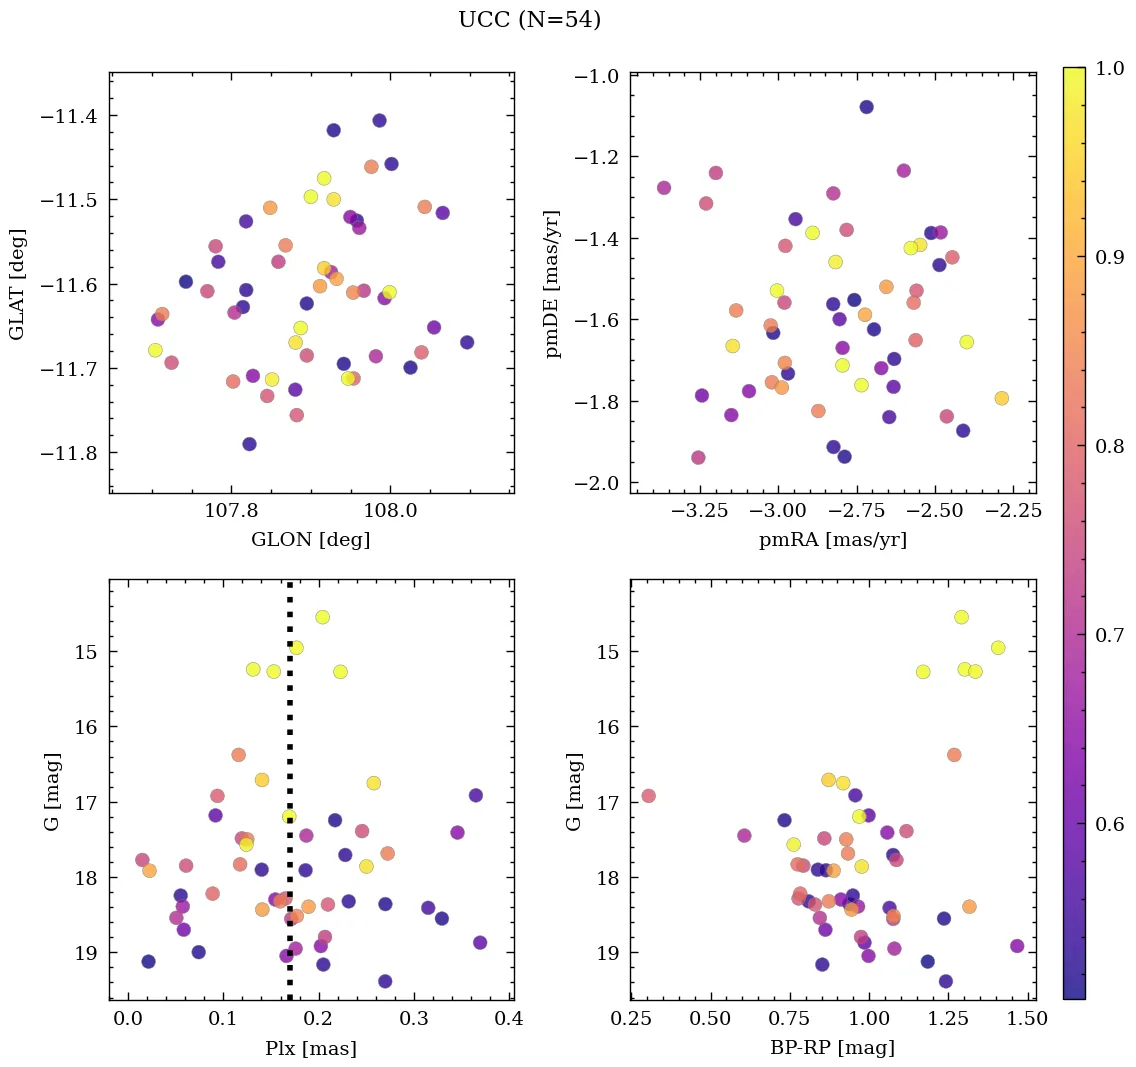 UCC (N=54)
−11.4
−11.5
−11.6
−11.7
−11.8
GLAT [deg]
107.8 108.0
GLON [deg]
−1.0
−1.2
−1.4
−1.6
−1.8
−2.0
pmDE [mas/yr]
−3.25 −3.00 −2.75 −2.50 −2.25
pmRA [mas/yr]
15
16
17
18
19
G [mag]
0.0 0.1 0.2 0.3 0.4
Plx [mas]
15
16
17
18
19
G [mag]
0.25 0.50 0.75 1.00 1.25 1.50
BP-RP [mag]
1.0
0.9
0.8
0.7
0.6